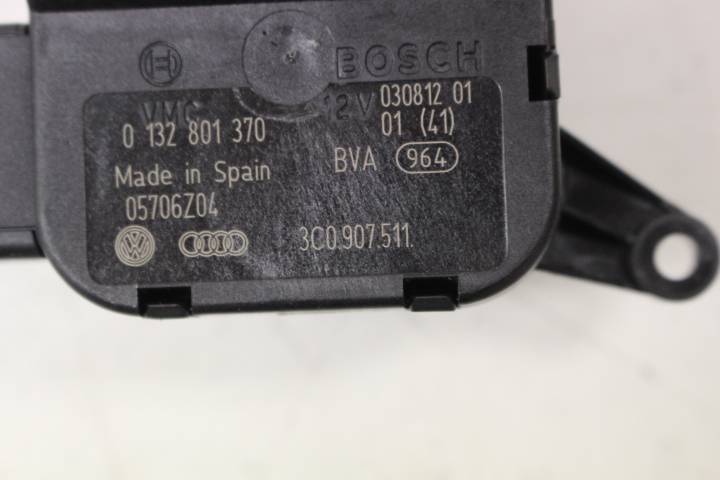 BOSCH
VMC 12V 030812 01
0 132 801 370 01 (41)
Made in Spain BVA 964
05706Z04
3C0.907.511.